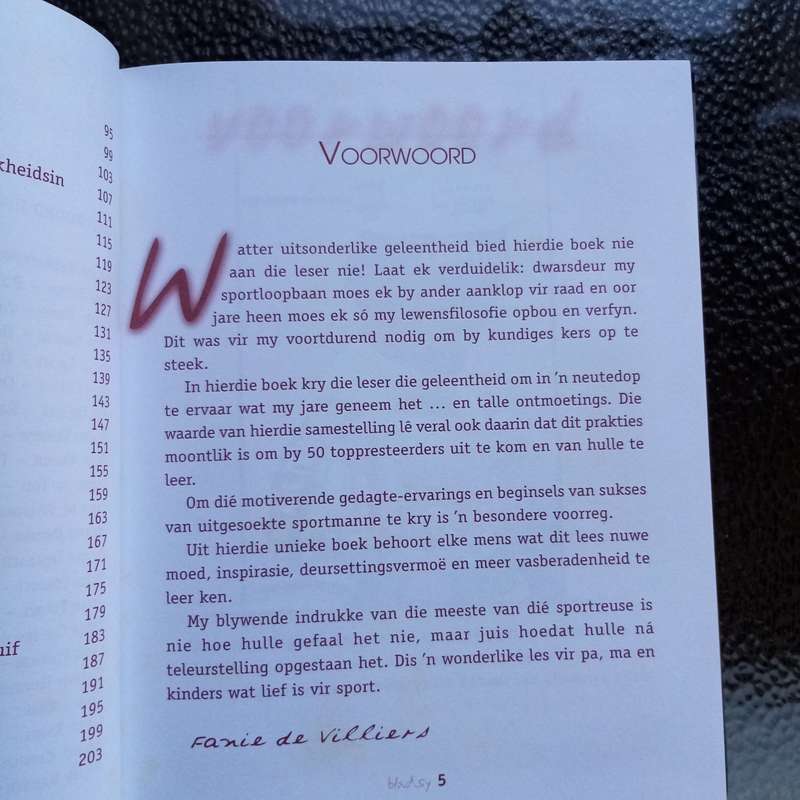 95
99
kheidsin 103
107
111
115
119
123
127
131
135
139
143
147
151
155
159
163
167
171
175
179
uif 183
187
191
195
199
203
VOORWOORD
Watter uitsonderlike geleentheid bied hierdie boek nie
aan die leser nie! Laat ek verduidelik: dwarsdeur my
sportloopbaan moes ek by ander aanklop vir raad en oor
jare heen moes ek só my lewensfilosofie opbou en verfyn.
Dit was vir my voortdurend nodig om by kundiges kers op te
steek.
In hierdie boek kry die leser die geleentheid om in 'n neutedop
te ervaar wat my jare geneem het ... en talle ontmoetings. Die
waarde van hierdie samestelling lê veral ook daarin dat dit prakties
moontlik is om by 50 toppresteerders uit te kom en van hulle te
leer.
Om dié motiverende gedagte-ervarings en beginsels van sukses
van uitgesoekte sportmanne te kry is 'n besondere voorreg.
Uit hierdie unieke boek behoort elke mens wat dit lees nuwe
moed, inspirasie, deursettingsvermoë en meer vasberadenheid te
leer ken.
My blywende indrukke van die meeste van dié sportreuse is
nie hoe hulle gefaal het nie, maar juis hoedat hulle ná
teleurstelling opgestaan het. Dis 'n wonderlike les vir pa, ma en
kinders wat lief is vir sport.
Fanie de Villiers
bladsy 5